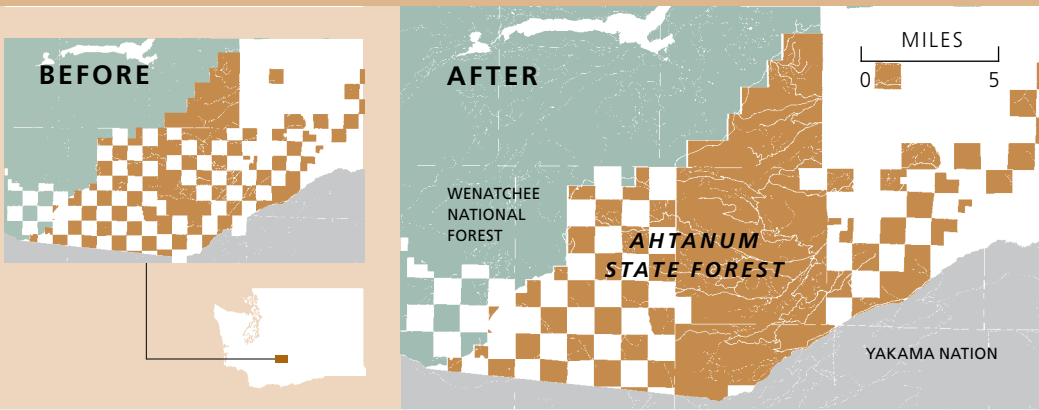 BEFORE
AFTER
MILES
0 5
WENATCHEE
NATIONAL
FOREST
AHTANUM
STATE FOREST
YAKAMA NATION